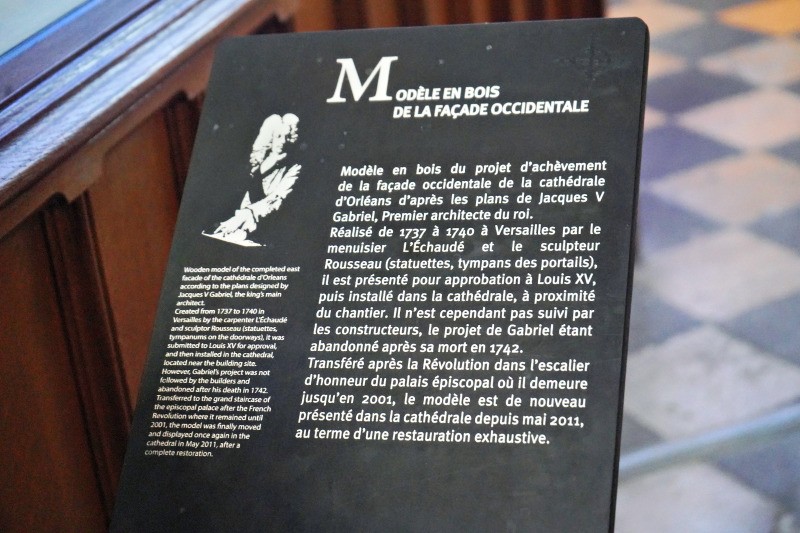 MODÈLE EN BOIS
DE LA FAÇADE OCCIDENTALE
Modèle en bois du projet d'achèvement
de la façade occidentale de la cathédrale
d'Orléans d'après les plans de Jacques V
Gabriel, Premier architecte du roi.
Réalisé de 1737 à 1740 à Versailles par le
menuisier L'Échaudé et le sculpteur
Rousseau (statuettes, tympans des portails),
il est présenté pour approbation à Louis XV,
puis installé dans la cathédrale, à proximité
du chantier. Il n'est cependant pas suivi par
les constructeurs, le projet de Gabriel étant
abandonné après sa mort en 1742.
Transféré après la Révolution dans l'escalier
d'honneur du palais épiscopal où il demeure
jusqu'en 2001, le modèle est de nouveau
présenté dans la cathédrale depuis mai 2011,
au terme d'une restauration exhaustive.
Wooden model of the completed east
facade of the cathédrale d'Orleans
according to the plans designed by
Jacques V Gabriel, the king's main
architect.
Created from 1737 to 1740 in
Versailles by the carpenter L'Échaudé
and sculptor Rousseau (statuettes,
tympanums on the doorways), it was
submitted to Louis XV for approval,
and then installed in the cathedral,
located near the building site.
However, Gabriel's project was not
followed by the builders and
abandoned after his death in 1742.
Transferred to the grand staircase of
the episcopal palace after the French
Revolution where it remained until
2001, the model was finally moved
and displayed once again in the
cathedral in May 2011, after a
complete restoration.